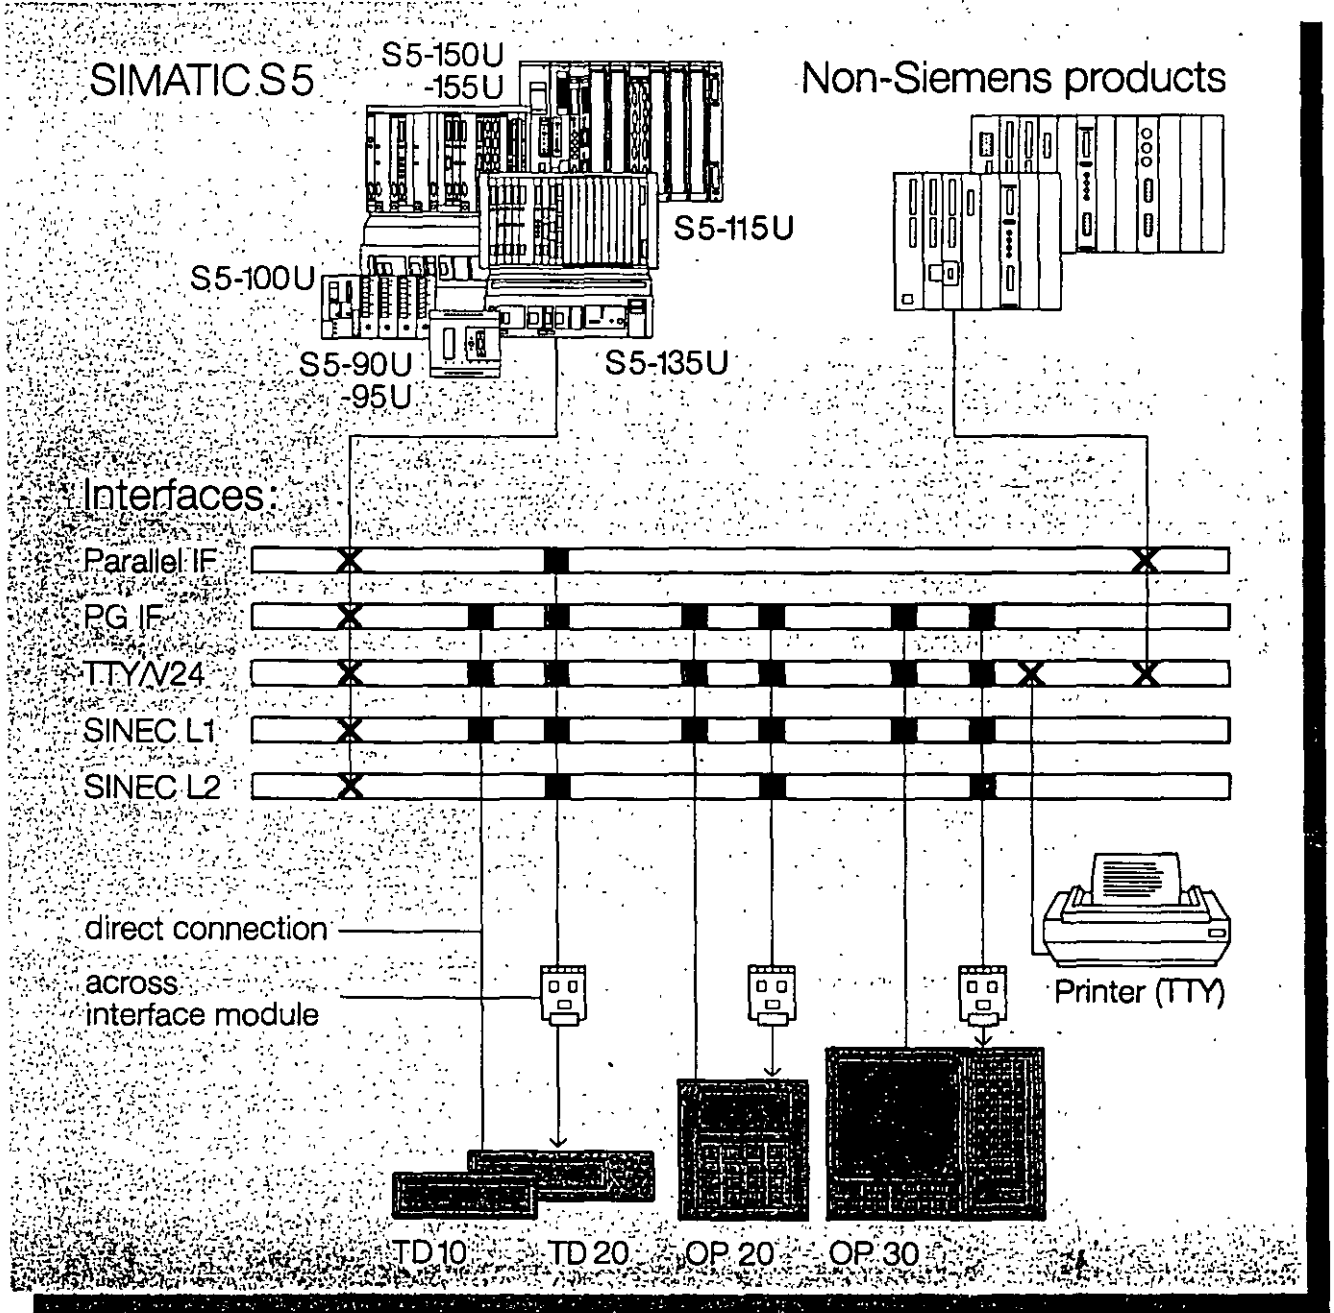 SIMATIC S5
S5-150U
-155U
Non-Siemens products
S5-115U
S5-100U
S5-90U
-95U
S5-135U
Interfaces:
Parallel IF
PG IF
TTY/V24
SINEC L1
SINEC L2
direct connection
across
interface module
Printer (TTY)
TD10
TD 20
OP 20
OP 30